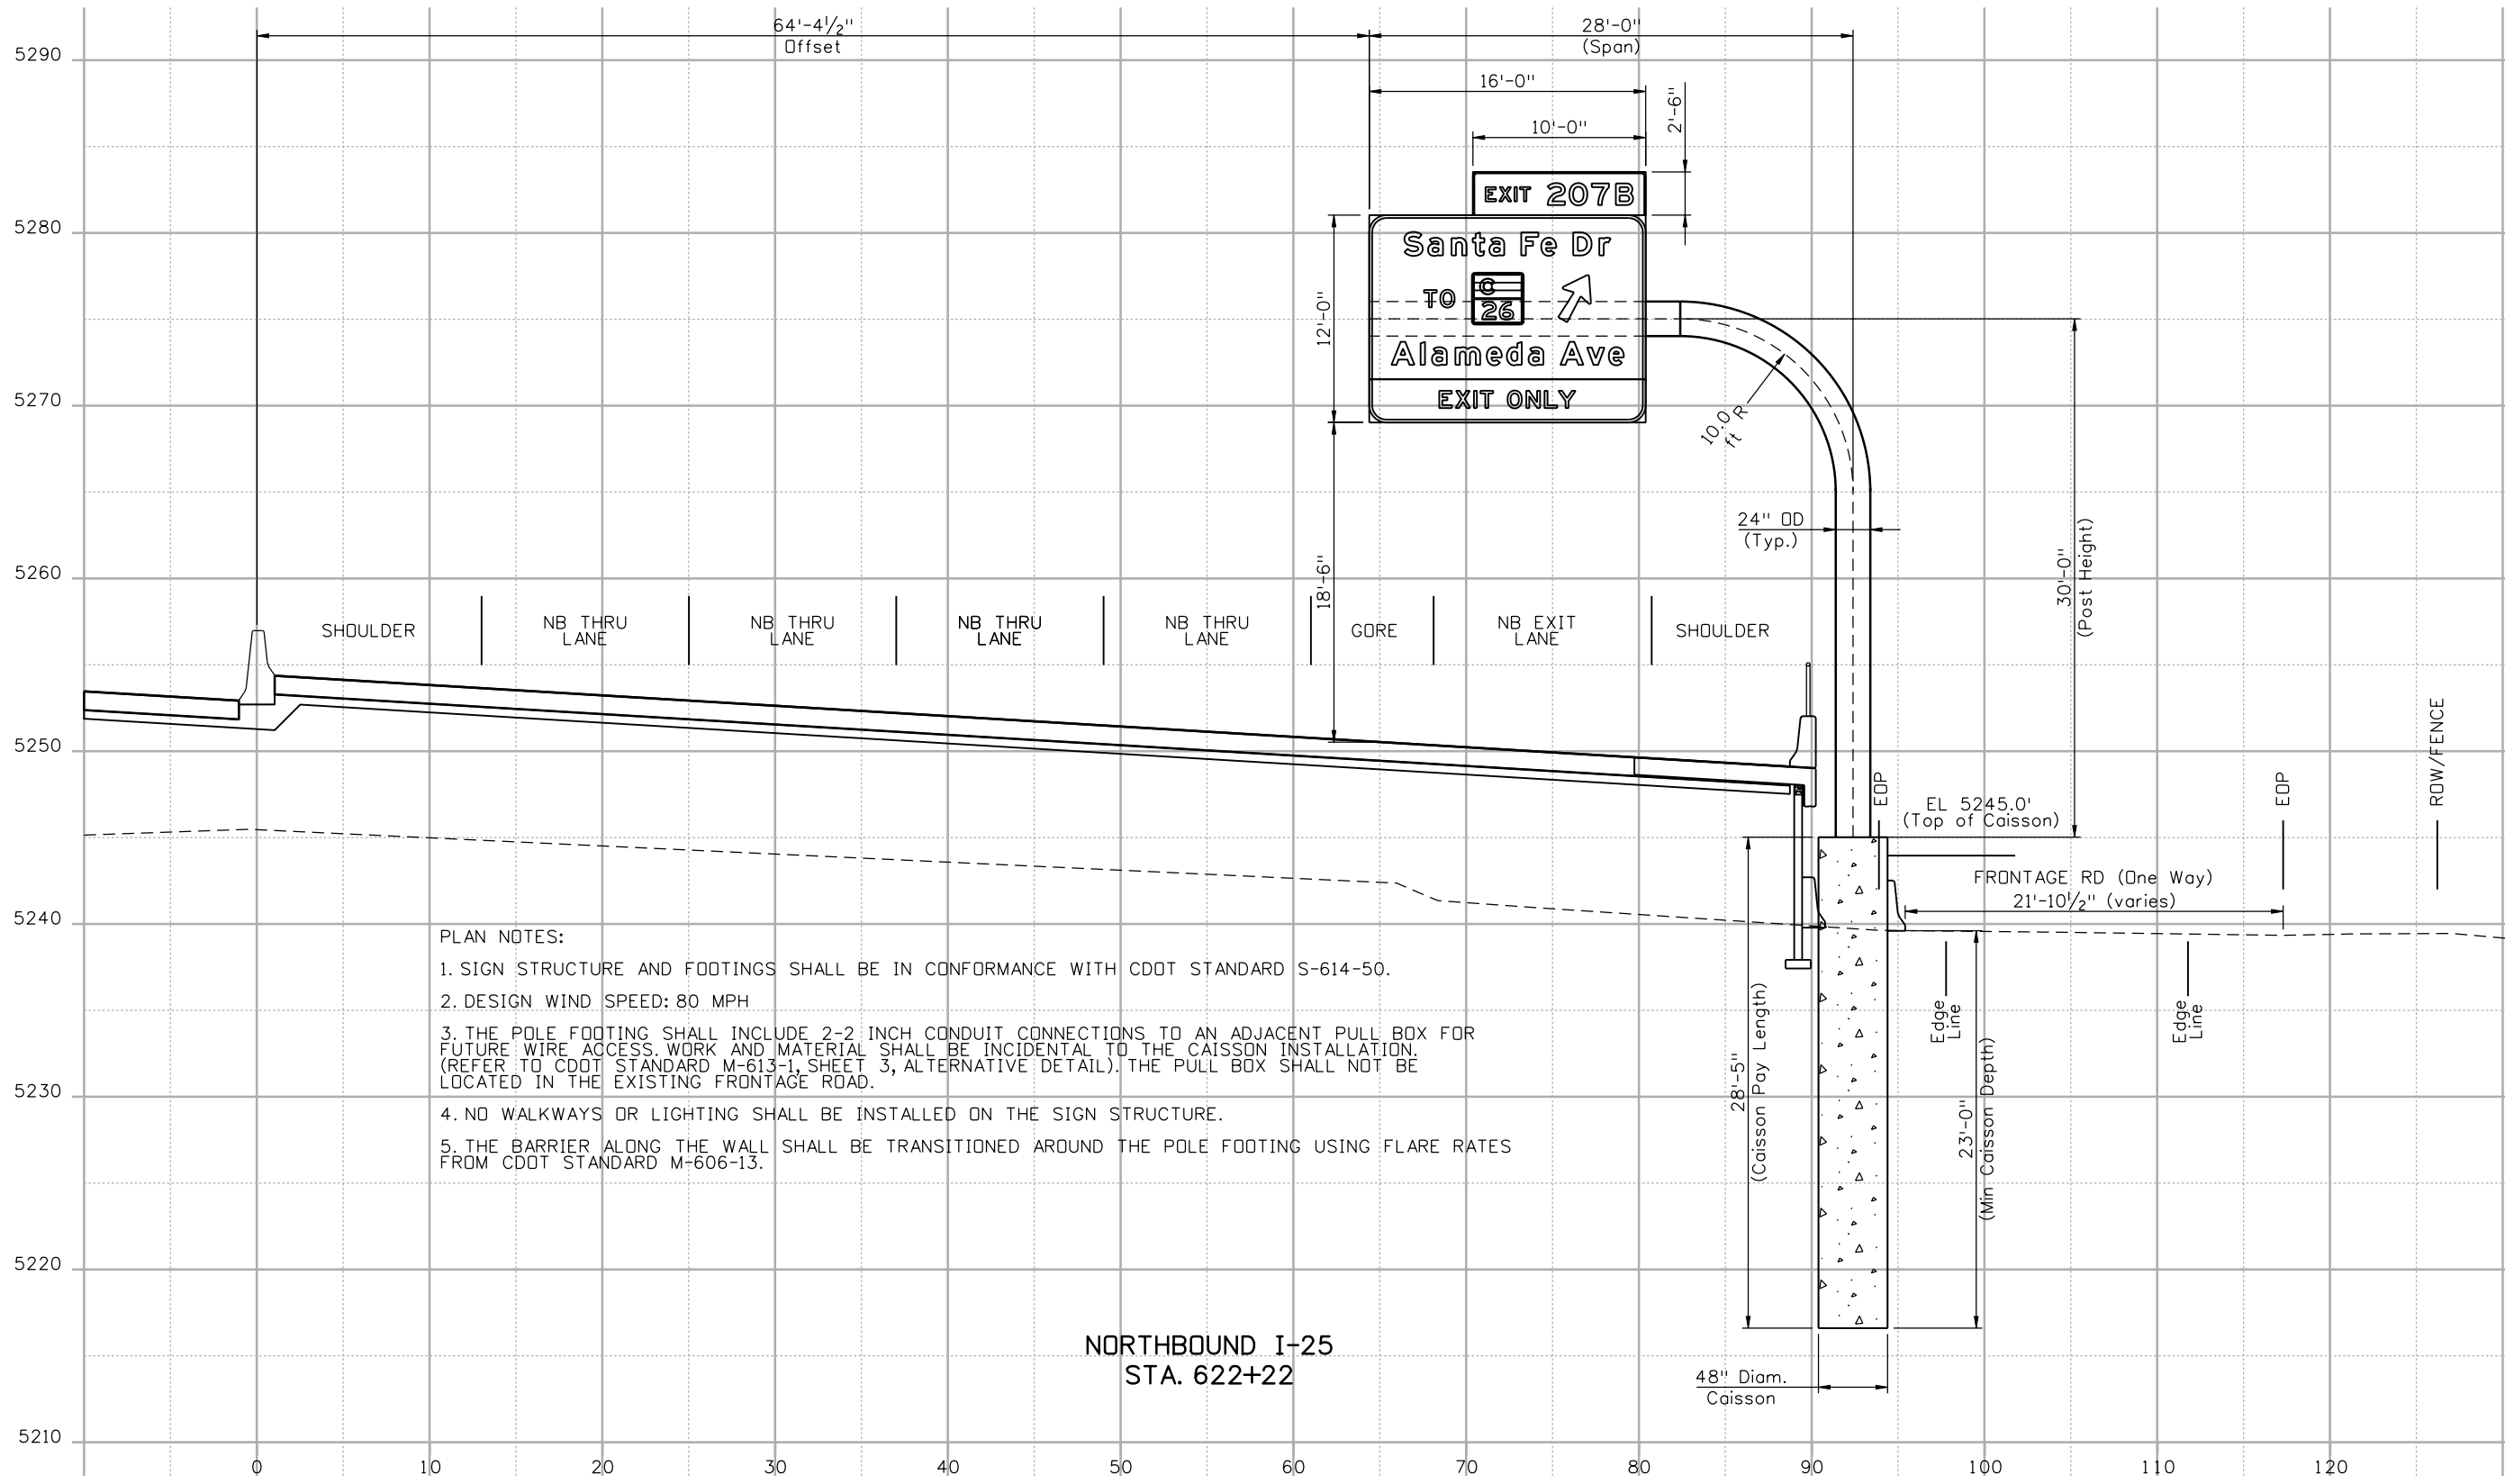 64'-4½"
Offset
28'-0"
(Span)
16'-0"
10'-0"
2'-6"
EXIT 207B
Santa Fe Dr
TO
C
26
Alameda Ave
EXIT ONLY
12'-0"
10.0
ft R
24" OD
(Typ.)
30'-0"
(Post Height)
18'-6"
SHOULDER
NB THRU
LANE
NB THRU
LANE
NB THRU
LANE
NB THRU
LANE
GORE
NB EXIT
LANE
SHOULDER
EOP
EL 5245.0'
(Top of Caisson)
EOP
ROW/FENCE
FRONTAGE RD (One Way)
21'-10½" (varies)
Edge
Line
Edge
Line
28'-5"
(Caisson Pay Length)
23'-0"
(Min Caisson Depth)
48" Diam.
Caisson
PLAN NOTES:
1. SIGN STRUCTURE AND FOOTINGS SHALL BE IN CONFORMANCE WITH CDOT STANDARD S-614-50.
2. DESIGN WIND SPEED: 80 MPH
3. THE POLE FOOTING SHALL INCLUDE 2-2 INCH CONDUIT CONNECTIONS TO AN ADJACENT PULL BOX FOR
FUTURE WIRE ACCESS. WORK AND MATERIAL SHALL BE INCIDENTAL TO THE CAISSON INSTALLATION.
(REFER TO CDOT STANDARD M-613-1, SHEET 3, ALTERNATIVE DETAIL). THE PULL BOX SHALL NOT BE
LOCATED IN THE EXISTING FRONTAGE ROAD.
4. NO WALKWAYS OR LIGHTING SHALL BE INSTALLED ON THE SIGN STRUCTURE.
5. THE BARRIER ALONG THE WALL SHALL BE TRANSITIONED AROUND THE POLE FOOTING USING FLARE RATES
FROM CDOT STANDARD M-606-13.
NORTHBOUND I-25
STA. 622+22
5290
5280
5270
5260
5250
5240
5230
5220
5210
0 10 20 30 40 50 60 70 80 90 100 110 120